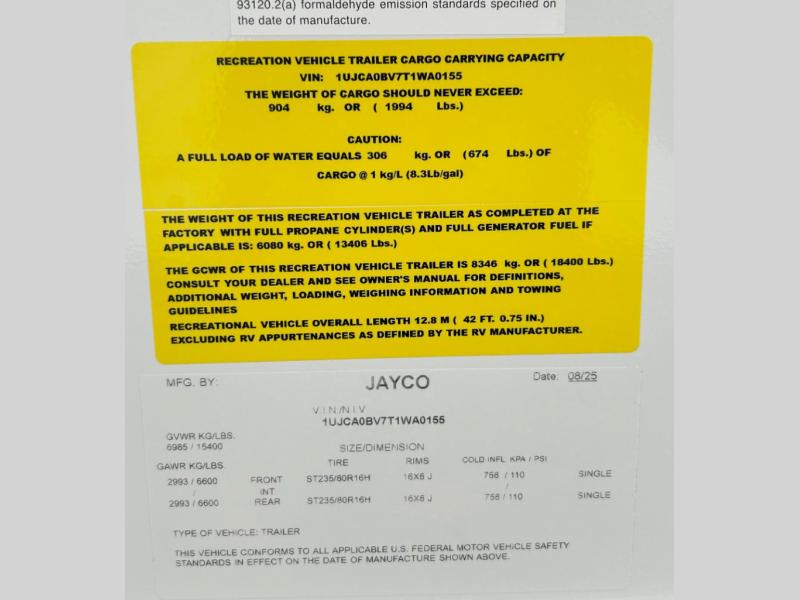 93120.2(a) formaldehyde emission standards specified on
the date of manufacture.
RECREATION VEHICLE TRAILER CARGO CARRYING CAPACITY
VIN: 1UJCA0BV7T1WA0155
THE WEIGHT OF CARGO SHOULD NEVER EXCEED:
904 kg. OR ( 1994 Lbs.)
CAUTION:
A FULL LOAD OF WATER EQUALS 306 kg. OR (674 Lbs.) OF
CARGO @ 1 kg/L (8.3Lb/gal)
THE WEIGHT OF THIS RECREATION VEHICLE TRAILER AS COMPLETED AT THE
FACTORY WITH FULL PROPANE CYLINDER(S) AND FULL GENERATOR FUEL IF
APPLICABLE IS: 6080 kg. OR ( 13406 Lbs.)
THE GCWR OF THIS RECREATION VEHICLE TRAILER IS 8346 kg. OR ( 18400 Lbs.)
CONSULT YOUR DEALER AND SEE OWNER'S MANUAL FOR DEFINITIONS,
ADDITIONAL WEIGHT, LOADING, WEIGHING INFORMATION AND TOWING
GUIDELINES
RECREATIONAL VEHICLE OVERALL LENGTH 12.8 M ( 42 FT. 0.75 IN.)
EXCLUDING RV APPURTENANCES AS DEFINED BY THE RV MANUFACTURER.
MFG. BY: JAYCO Date: 08/25
V.I.N./N.I.V
1UJCA0BV7T1WA0155
GVWR KG/LBS.
6985 / 15400
SIZE/DIMENSION
GAWR KG/LBS. TIRE RIMS COLD INFL. KPA / PSI
2993 / 6600 FRONT ST235/80R16H 16X6 J 758 / 110 SINGLE
/ INT /
2993 / 6600 REAR ST235/80R16H 16X6 J 758 / 110 SINGLE
TYPE OF VEHICLE: TRAILER
THIS VEHICLE CONFORMS TO ALL APPLICABLE U.S. FEDERAL MOTOR VEHICLE SAFETY
STANDARDS IN EFFECT ON THE DATE OF MANUFACTURE SHOWN ABOVE.